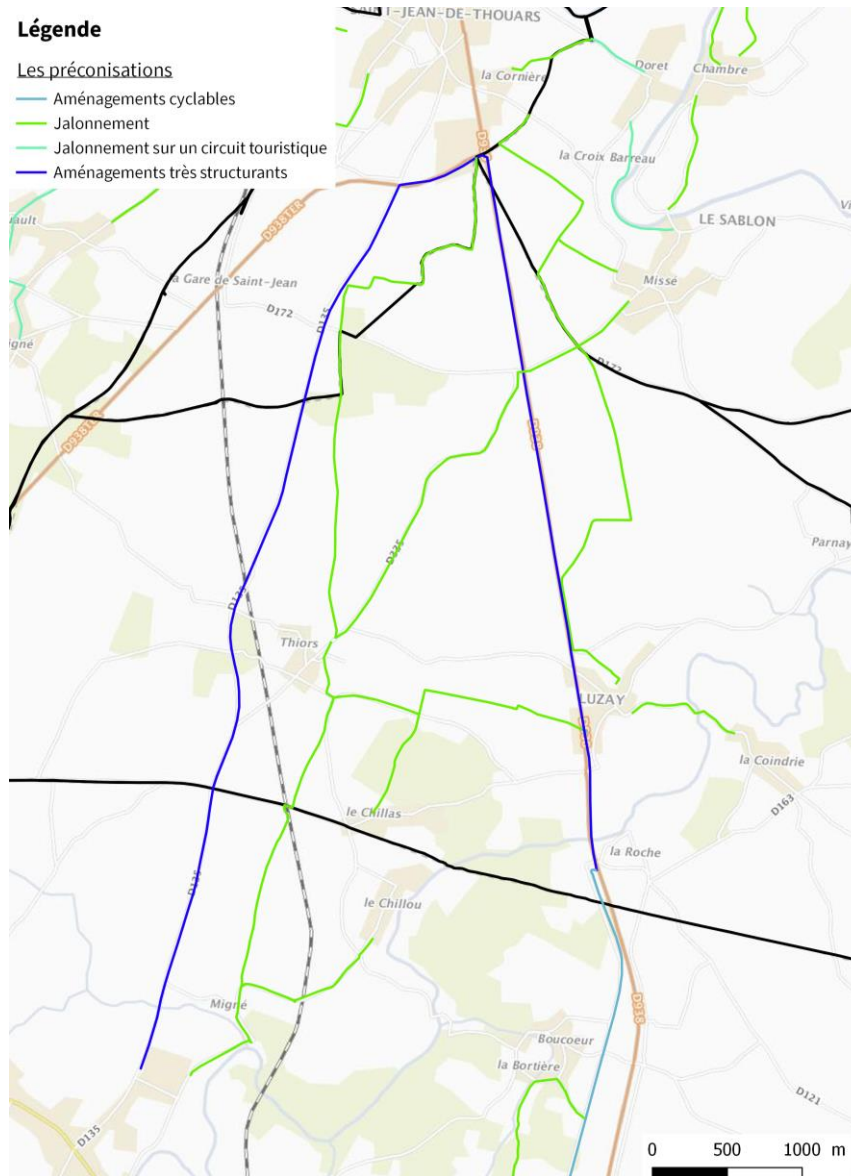 Légende
Les préconisations
Aménagements cyclables
Jalonnement
Jalonnement sur un circuit touristique
Aménagements très structurants
SAINT-JEAN-DE-THOUARS
la Cornière
Doret
Chambre
la Croix Barreau
LE SABLON
D938TER
la Gare de Saint-Jean
Missé
D172
D135
D172
D938TER
D135
Parnay
Thiors
LUZAY
la Coindrie
le Chillas
D163
la Roche
D135
le Chillou
Migné
D938
Boucoeur
la Bortière
D121
D135
0 500 1000 m